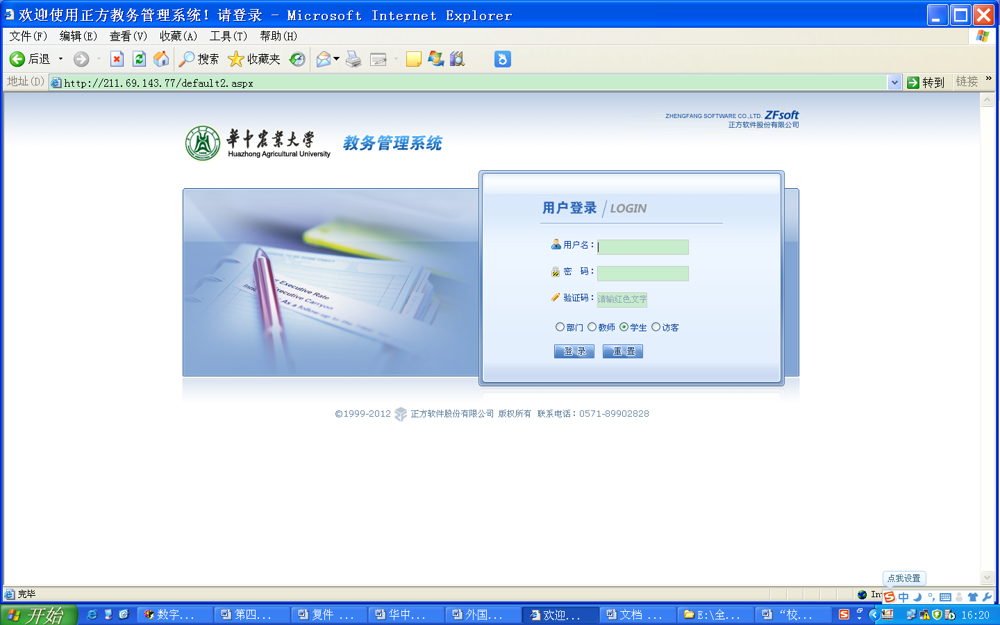 欢迎使用正方教务管理系统！请登录 - Microsoft Internet Explorer
文件(F) 编辑(E) 查看(V) 收藏(A) 工具(T) 帮助(H)
后退 搜索 收藏夹
地址(D) http://211.69.143.77/default2.aspx 转到 链接 »
ZHENGFANG SOFTWARE CO.,LTD. ZFsoft
正方软件股份有限公司
華中农業大学 教务管理系统
Huazhong Agricultural University
用户登录 / LOGIN
用户名：
密 码：
验证码： 请输红色文字
部门 教师 学生 访客
登 录 重 置
Executive Rate
Executive Carryon
As a follow-up to the
©1999-2012 正方软件股份有限公司 版权所有 联系电话：0571-89902828
点我设置
完毕 Int
中
开始 数字... 第四... 复件 ... 华中... 外国... 欢迎... 文档 ... E:\全... “校... 16:20